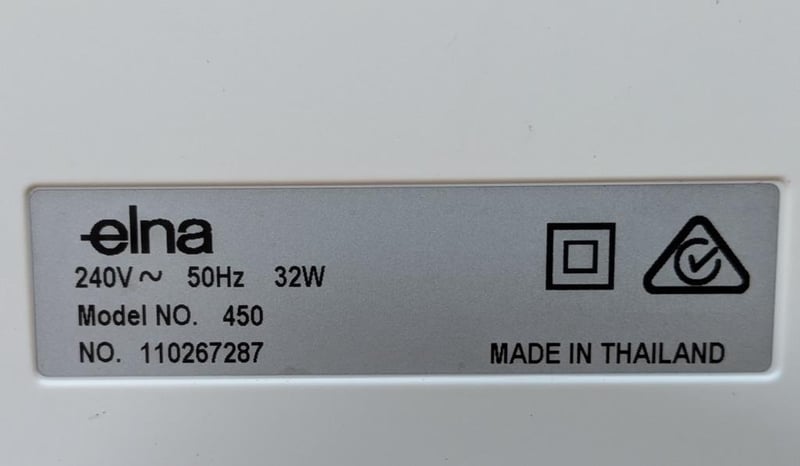 elna
240V ~ 50Hz 32W
Model NO. 450
NO. 110267287
MADE IN THAILAND